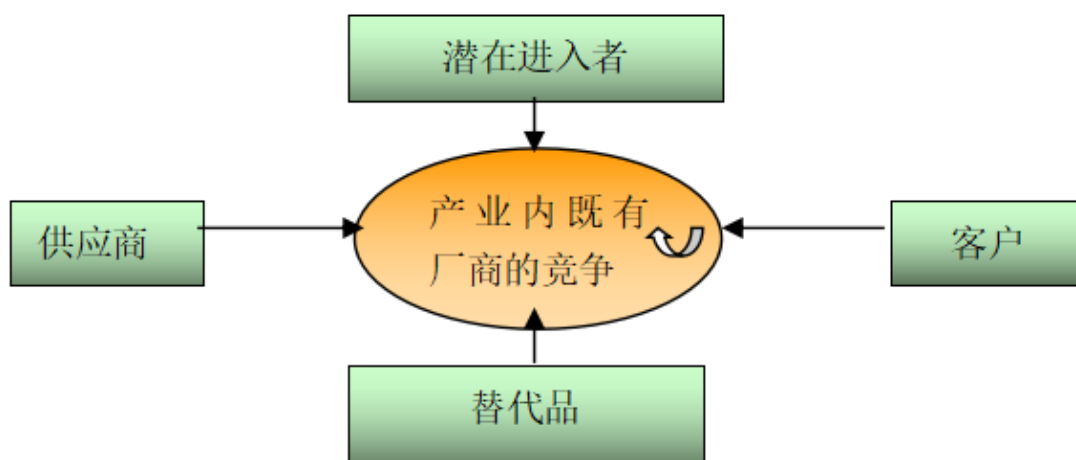 潜在进入者
供应商
产业内既有
厂商的竞争
客户
替代品